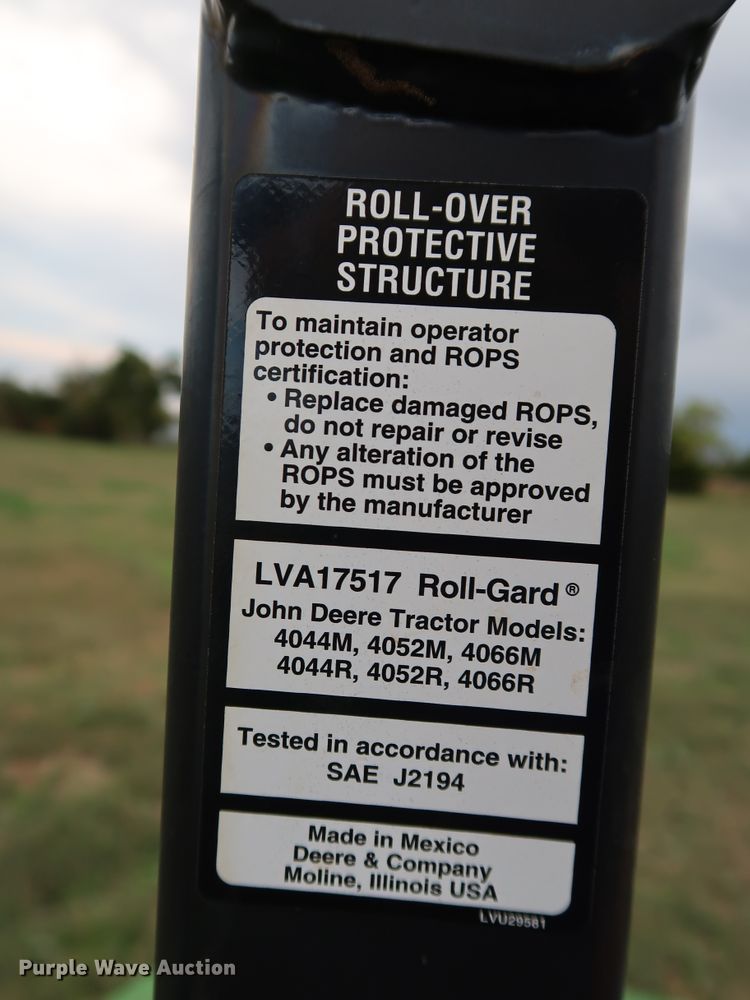 ROLL-OVER
PROTECTIVE
STRUCTURE
To maintain operator
protection and ROPS
certification:
• Replace damaged ROPS,
do not repair or revise
• Any alteration of the
ROPS must be approved
by the manufacturer
LVA17517 Roll-Gard®
John Deere Tractor Models:
4044M, 4052M, 4066M
4044R, 4052R, 4066R
Tested in accordance with:
SAE J2194
Made in Mexico
Deere & Company
Moline, Illinois USA
LVU29581
Purple Wave Auction